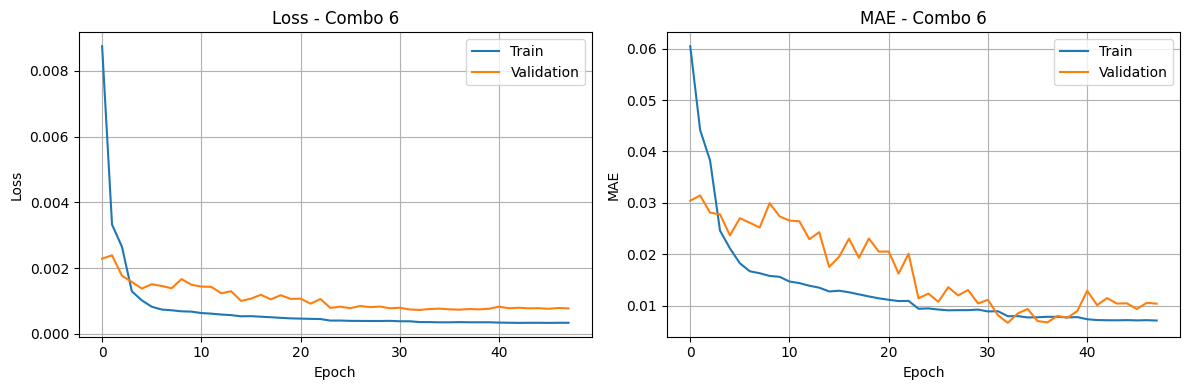 Loss - Combo 6
Train
Validation
0.008
0.006
0.004
0.002
0.000
Loss
0 10 20 30 40
Epoch
MAE - Combo 6
Train
Validation
0.06
0.05
0.04
0.03
0.02
0.01
MAE
0 10 20 30 40
Epoch